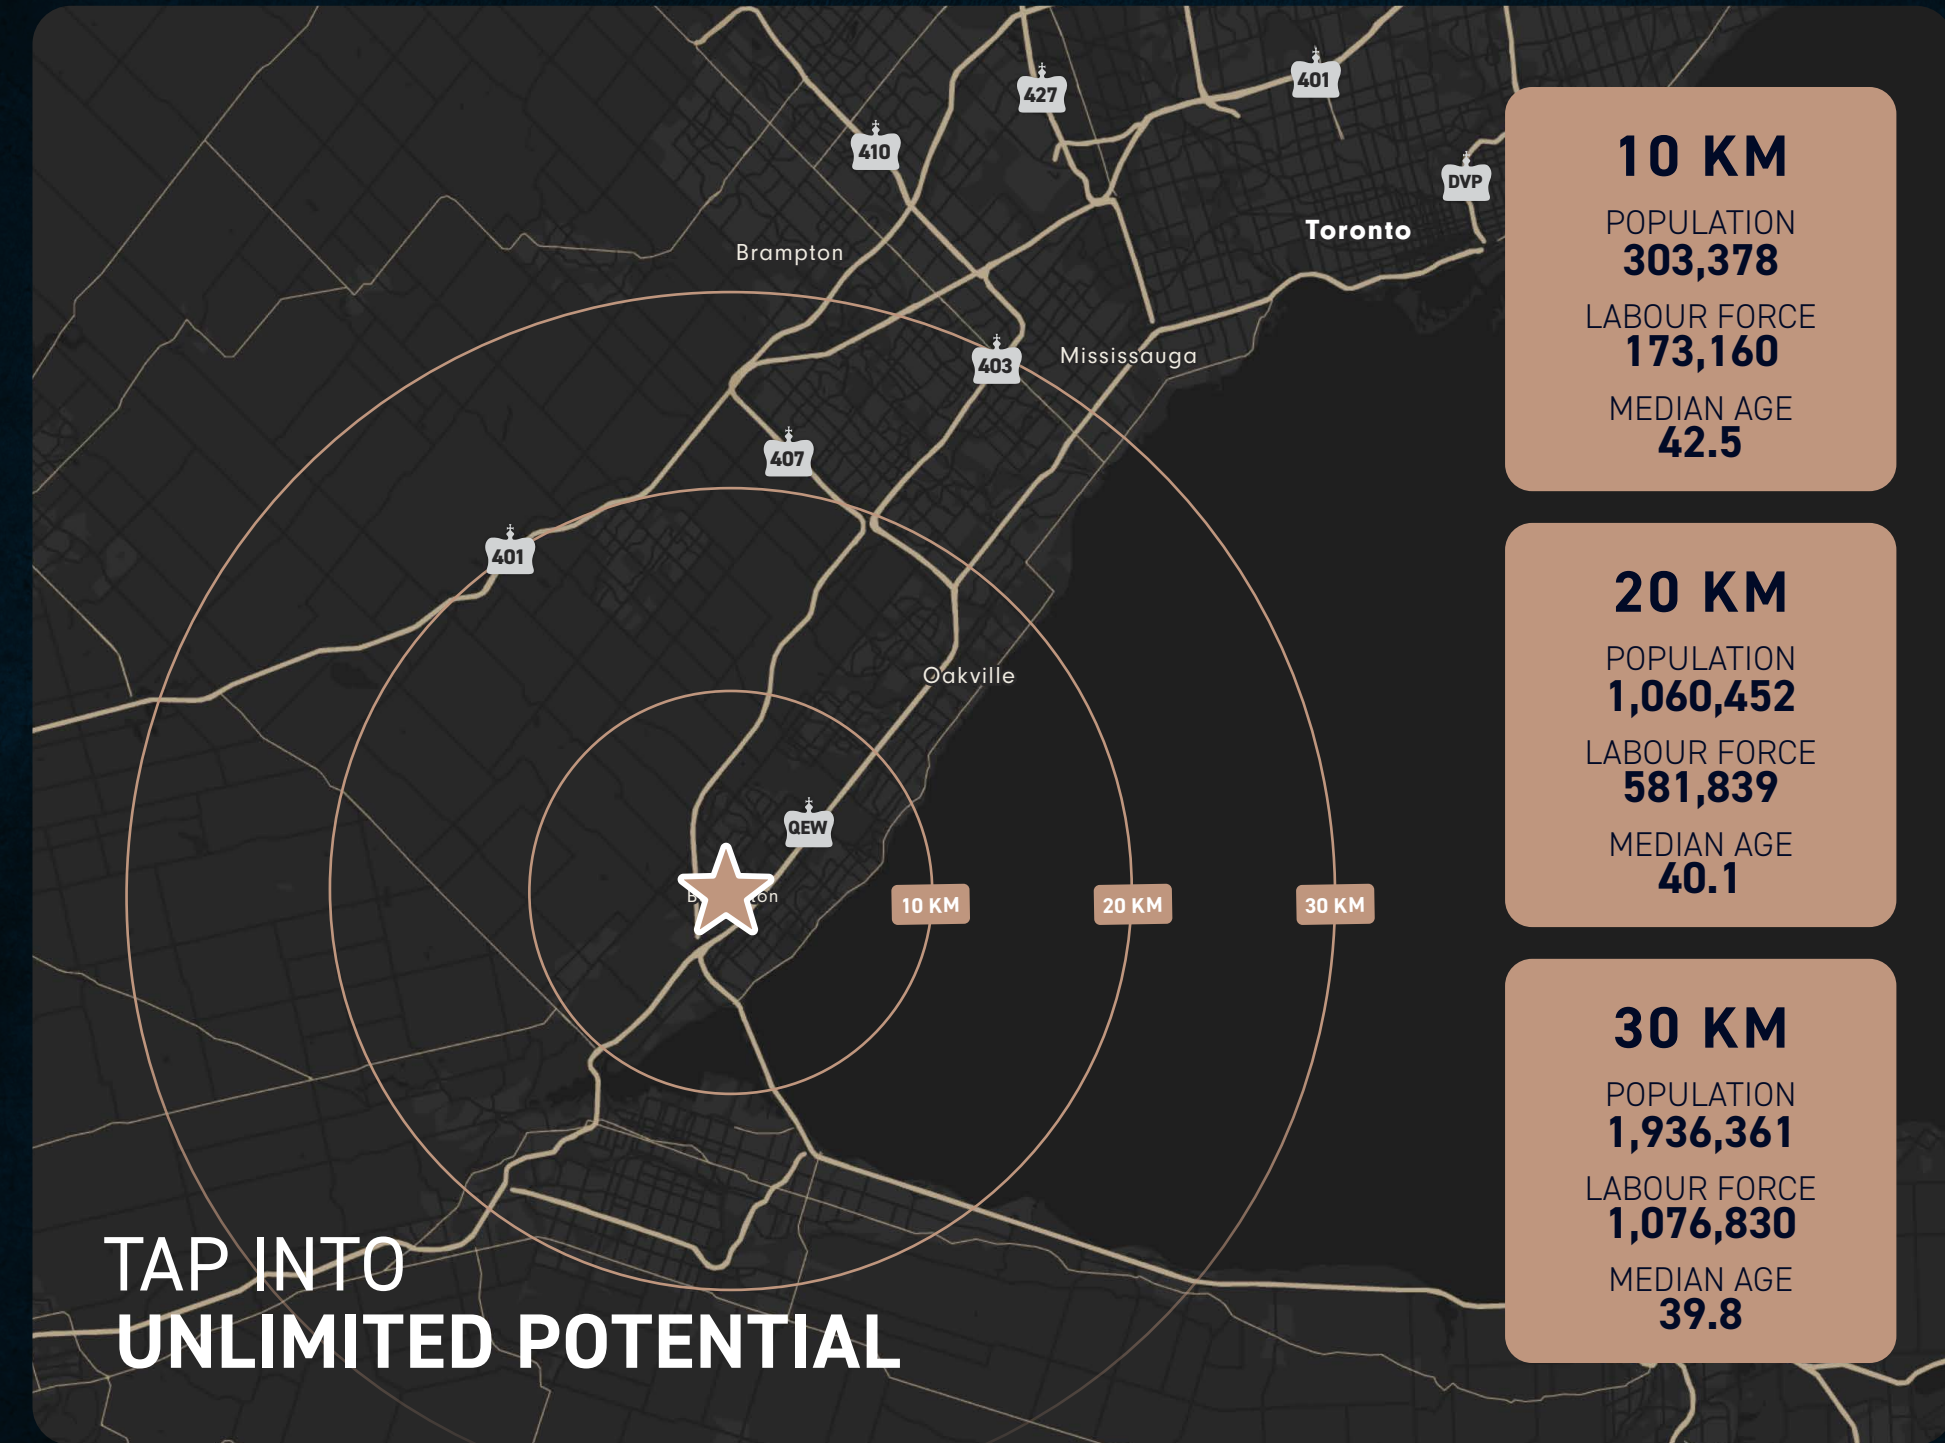 427
401
410
DVP
Toronto
Brampton
Mississauga
403
407
401
Oakville
QEW
10 KM
20 KM
30 KM
TAP INTO
UNLIMITED POTENTIAL
10 KM
POPULATION
303,378
LABOUR FORCE
173,160
MEDIAN AGE
42.5
20 KM
POPULATION
1,060,452
LABOUR FORCE
581,839
MEDIAN AGE
40.1
30 KM
POPULATION
1,936,361
LABOUR FORCE
1,076,830
MEDIAN AGE
39.8